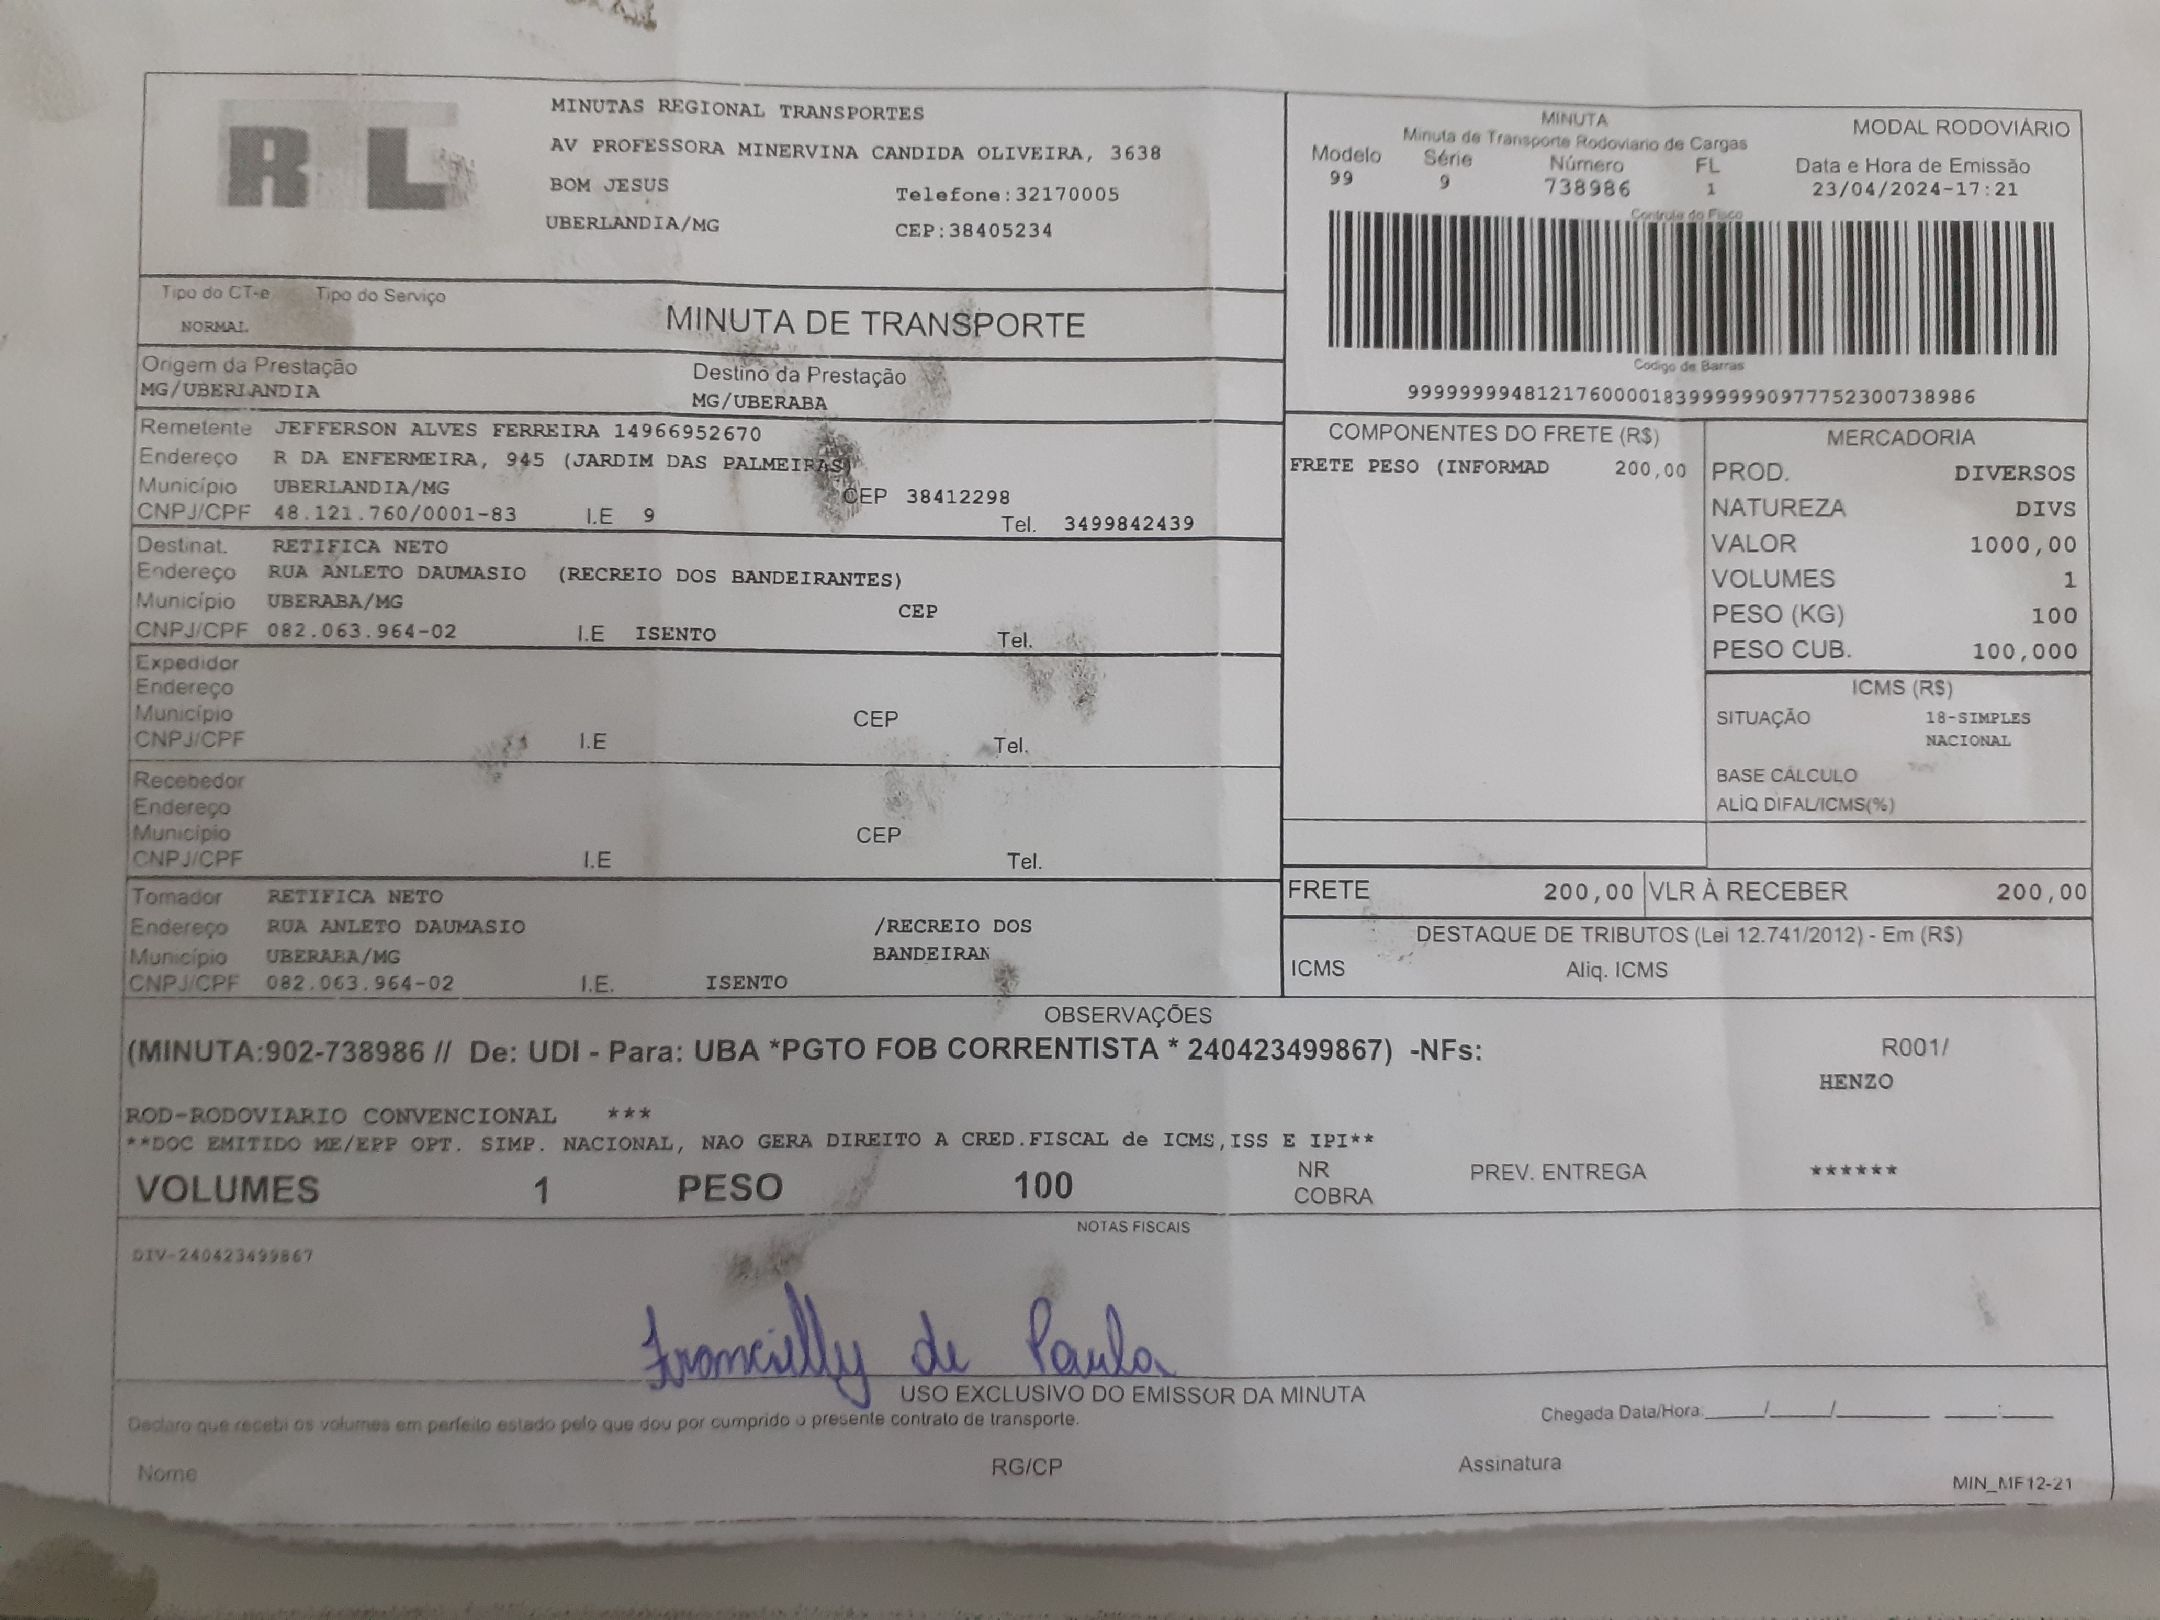 RL
MINUTAS REGIONAL TRANSPORTES
AV PROFESSORA MINERVINA CANDIDA OLIVEIRA, 3638
BOM JESUS Telefone:32170005
UBERLANDIA/MG CEP:38405234
MINUTA MODAL RODOVIÁRIO
Minuta de Transporte Rodoviario de Cargas
Modelo Série Número FL Data e Hora de Emissão
99 9 738986 1 23/04/2024-17:21
Controle do Fisco
Codigo de Barras
99999999481217600001839999999097775230073 8986
Tipo do CT-e Tipo do Serviço
NORMAL
MINUTA DE TRANSPORTE
Origem da Prestação Destino da Prestação
MG/UBERLANDIA MG/UBERABA
Remetente JEFFERSON ALVES FERREIRA 14966952670
Endereço R DA ENFERMEIRA, 945 (JARDIM DAS PALMEIRAS)
Município UBERLANDIA/MG CEP 38412298
CNPJ/CPF 48.121.760/0001-83 I.E 9 Tel. 3499842439
Destinat. RETIFICA NETO
Endereço RUA ANLETO DAUMASIO (RECREIO DOS BANDEIRANTES)
Município UBERABA/MG CEP
CNPJ/CPF 082.063.964-02 I.E ISENTO Tel.
Expedidor
Endereço
Município CEP
CNPJ/CPF I.E Tel.
Recebedor
Endereço
Município CEP
CNPJ/CPF I.E Tel.
Tomador RETIFICA NETO
Endereço RUA ANLETO DAUMASIO /RECREIO DOS
Município UBERABA/MG BANDEIRAN
CNPJ/CPF 082.063.964-02 I.E. ISENTO
COMPONENTES DO FRETE (R$)
FRETE PESO (INFORMAD 200,00
MERCADORIA
PROD. DIVERSOS
NATUREZA DIVS
VALOR 1000,00
VOLUMES 1
PESO (KG) 100
PESO CUB. 100,000
ICMS (R$)
SITUAÇÃO 18-SIMPLES
NACIONAL
BASE CÁLCULO
ALÍQ DIFAL/ICMS(%)
FRETE 200,00 VLR À RECEBER 200,00
DESTAQUE DE TRIBUTOS (Lei 12.741/2012) - Em (R$)
ICMS Aliq. ICMS
OBSERVAÇÕES
(MINUTA:902-738986 // De: UDI - Para: UBA *PGTO FOB CORRENTISTA * 240423499867) -NFs: R001/
HENZO
ROD-RODOVIARIO CONVENCIONAL ***
**DOC EMITIDO ME/EPP OPT. SIMP. NACIONAL, NAO GERA DIREITO A CRED.FISCAL de ICMS,ISS E IPI**
VOLUMES 1 PESO 100 NR PREV. ENTREGA ******
COBRA
NOTAS FISCAIS
DIV-240423499867
Francielly de Paula
USO EXCLUSIVO DO EMISSOR DA MINUTA
Declaro que recebi os volumes em perfeito estado pelo que dou por cumprido o presente contrato de transporte. Chegada Data/Hora:____/____/______ ____:____
Nome RG/CP Assinatura
MIN_MF12-21